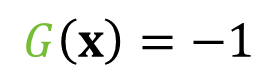 G(x) = −1